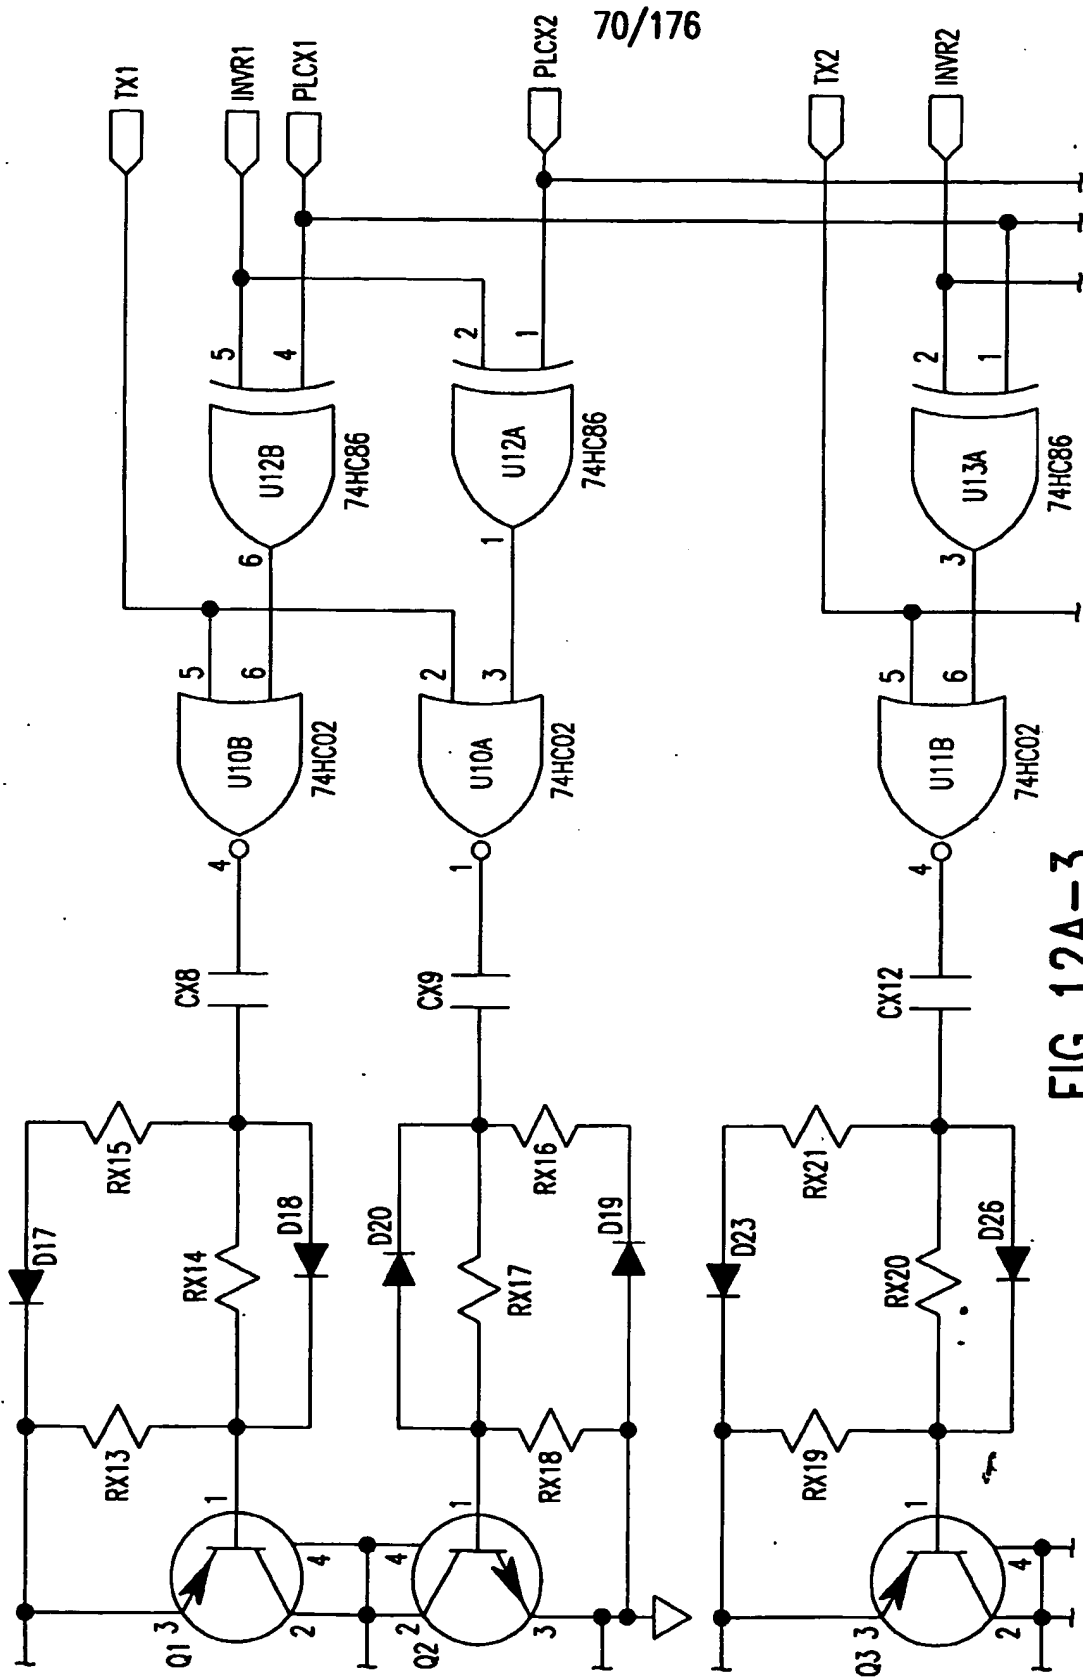 70/176
TX1
INVR1
PLCX1
PLCX2
TX2
INVR2
5
4
U12B
74HC86
6
2
1
U12A
74HC86
1
2
1
U13A
74HC86
3
5
6
U10B
74HC02
4
2
3
U10A
74HC02
1
5
6
U11B
74HC02
4
CX8
CX9
CX12
D17
RX15
RX14
D18
RX13
D20
RX16
RX17
D19
RX18
D23
RX21
RX20
D26
RX19
Q1
3
1
2
4
Q2
2
4
1
3
Q3
3
1
2
4
FIG. 12A-3